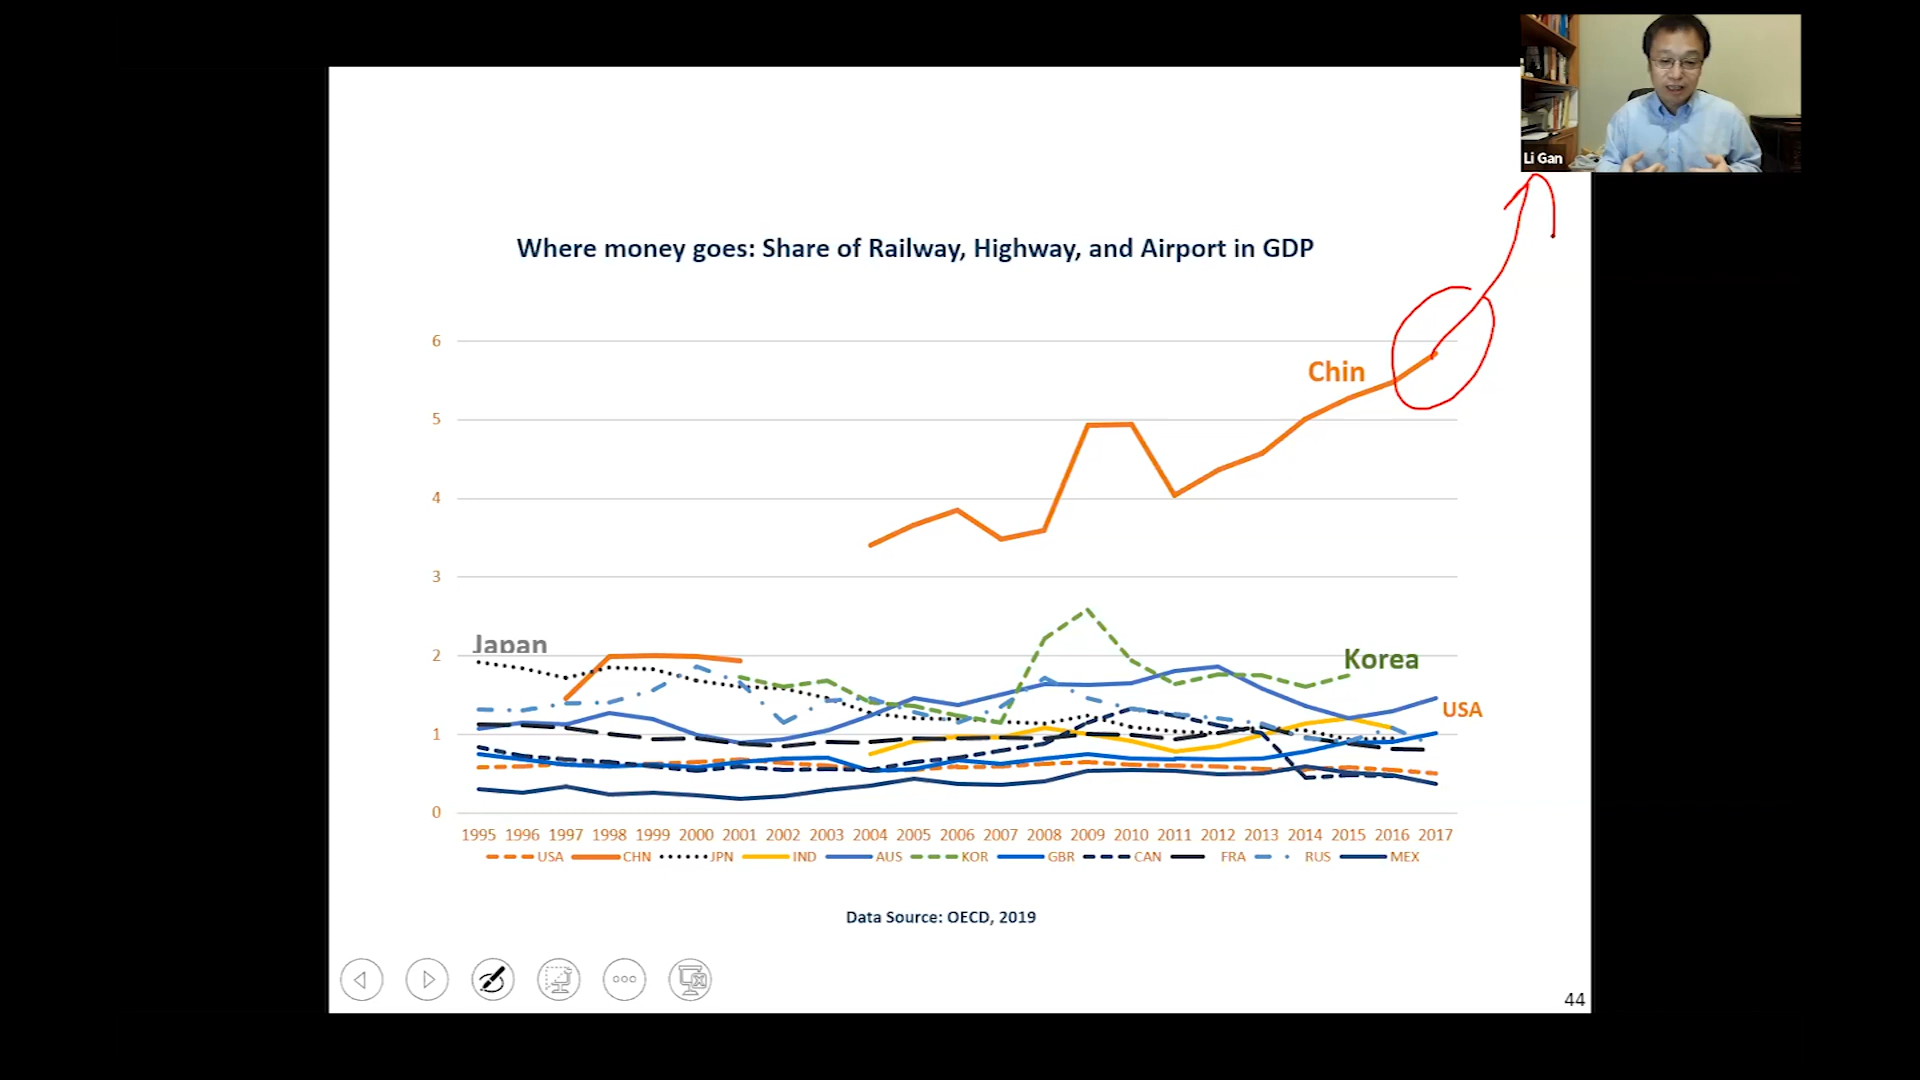 Li Gan
Where money goes: Share of Railway, Highway, and Airport in GDP
6
Chin
5
4
3
Japan
2
Korea
USA
1
0
1995 1996 1997 1998 1999 2000 2001 2002 2003 2004 2005 2006 2007 2008 2009 2010 2011 2012 2013 2014 2015 2016 2017
USA CHN JPN IND AUS KOR GBR CAN FRA RUS MEX
Data Source: OECD, 2019
44